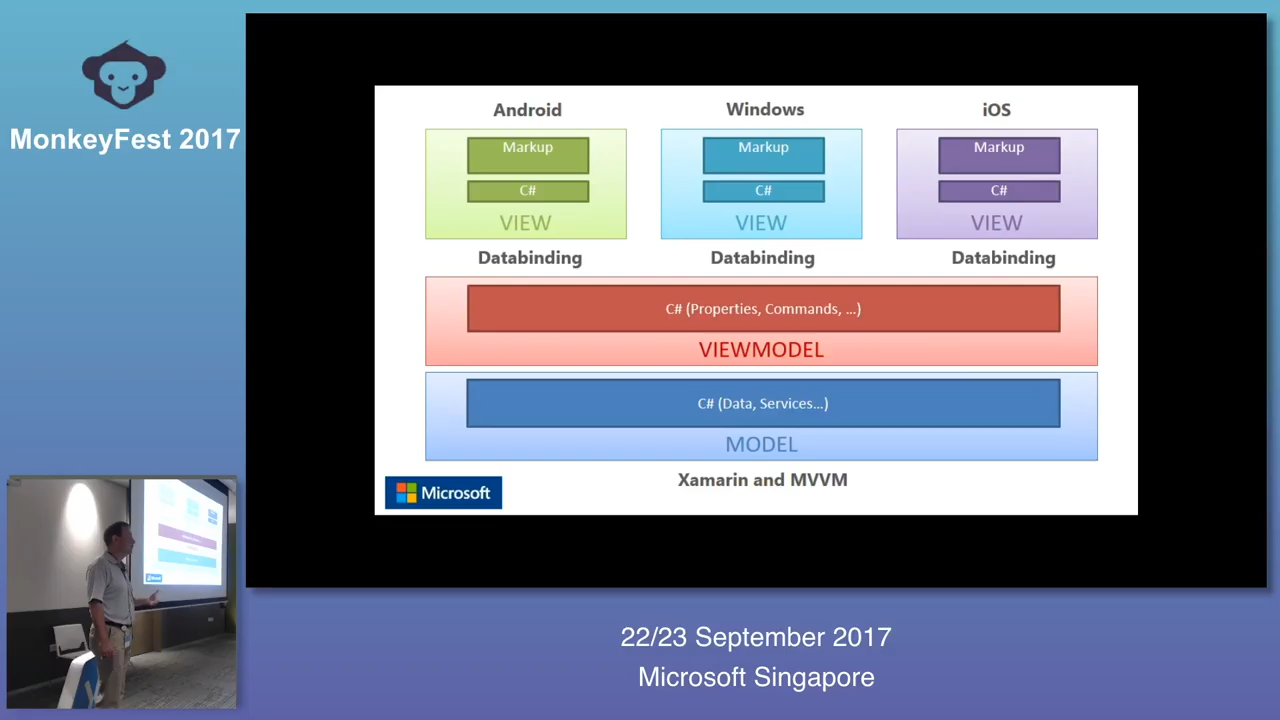 MonkeyFest 2017
Android Windows iOS
Markup Markup Markup
C# C# C#
VIEW VIEW VIEW
Databinding Databinding Databinding
C# (Properties, Commands, ...)
VIEWMODEL
C# (Data, Services...)
MODEL
Xamarin and MVVM
Microsoft
22/23 September 2017
Microsoft Singapore